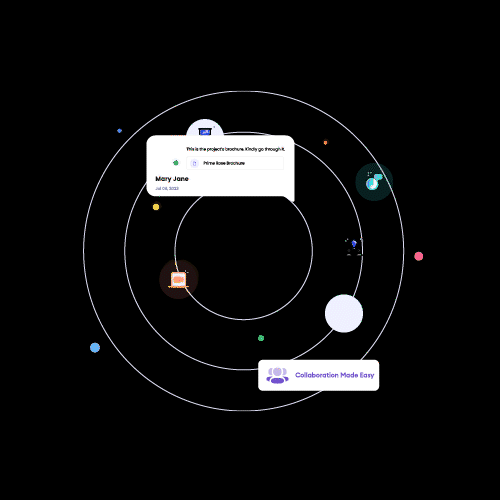 This is the project's brochure. Kindly go through it.
Prime Rose Brochure
Mary Jane
Jul 08, 2023
Collaboration Made Easy